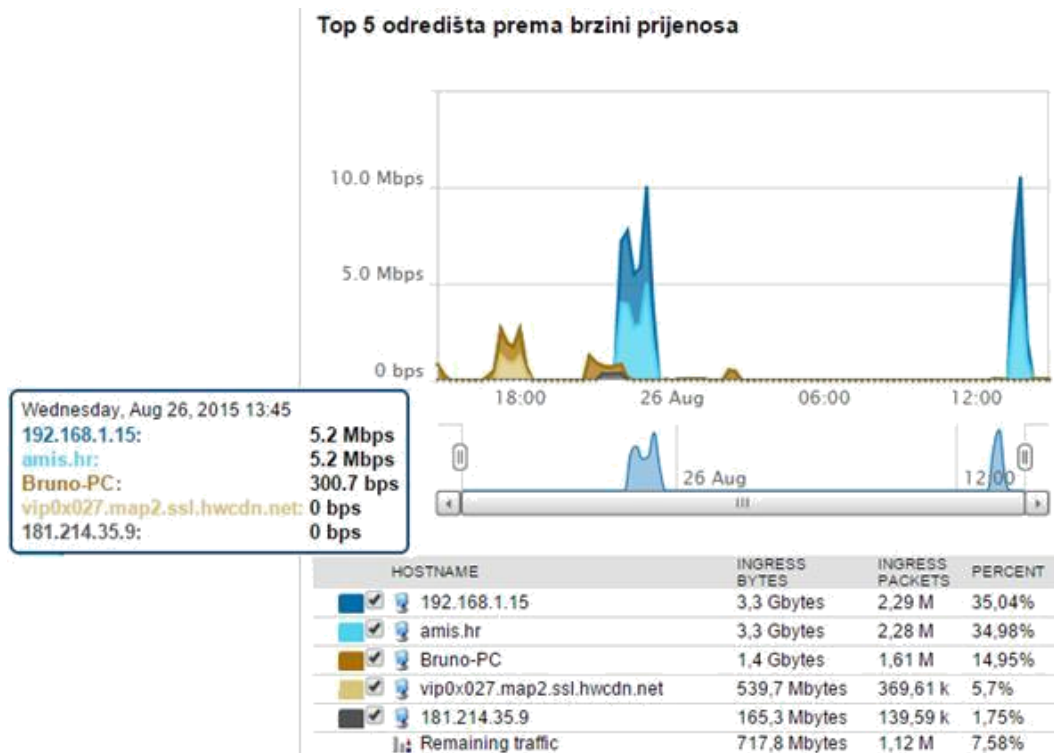 Top 5 odredišta prema brzini prijenosa
10.0 Mbps
5.0 Mbps
0 bps
18:00 26 Aug 06:00 12:00
Wednesday, Aug 26, 2015 13:45
192.168.1.15: 5.2 Mbps
amis.hr: 5.2 Mbps
Bruno-PC: 300.7 bps
vip0x027.map2.ssl.hwcdn.net: 0 bps
181.214.35.9: 0 bps
26 Aug 12:00
HOSTNAME INGRESS BYTES INGRESS PACKETS PERCENT
192.168.1.15 3,3 Gbytes 2,29 M 35,04%
amis.hr 3,3 Gbytes 2,28 M 34,98%
Bruno-PC 1,4 Gbytes 1,61 M 14,95%
vip0x027.map2.ssl.hwcdn.net 539,7 Mbytes 369,61 k 5,7%
181.214.35.9 165,3 Mbytes 139,59 k 1,75%
Remaining traffic 717,8 Mbytes 1,12 M 7,58%